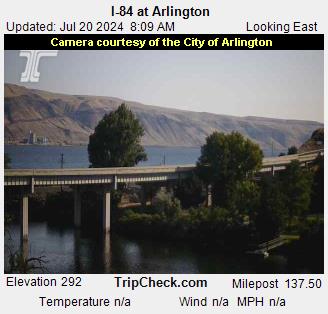 I-84 at Arlington
Updated: Jul 20 2024 8:09 AM Looking East
Camera courtesy of the City of Arlington
Elevation 292 TripCheck.com Milepost 137.50
Temperature n/a Wind n/a MPH n/a